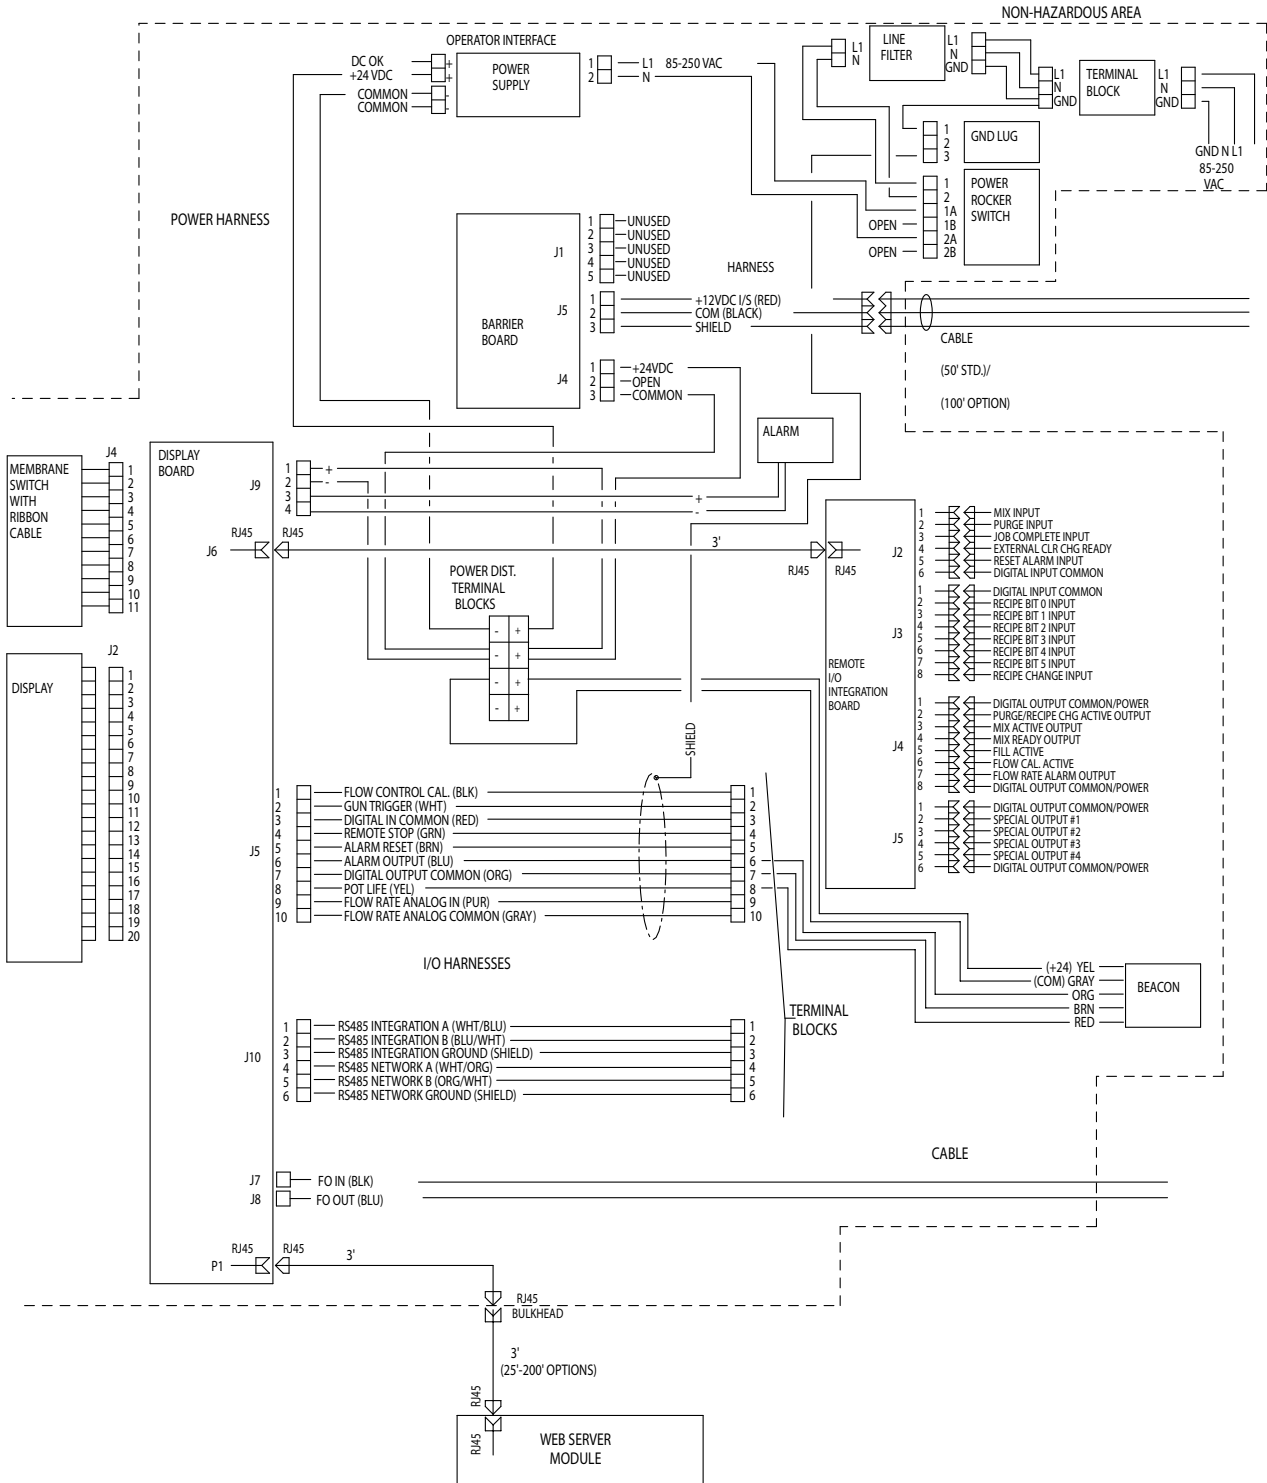 NON-HAZARDOUS AREA
OPERATOR INTERFACE
DC OK
+24 VDC
COMMON
COMMON
+
+
-
-
POWER
SUPPLY
1
2
L1 85-250 VAC
N
L1
N
LINE
FILTER
L1
N
GND
L1
N
GND
TERMINAL
BLOCK
L1
N
GND
GND N L1
85-250
VAC
1
2
3
GND LUG
1
2
1A
1B
2A
2B
OPEN
OPEN
POWER
ROCKER
SWITCH
POWER HARNESS
BARRIER
BOARD
J1
1
2
3
4
5
UNUSED
UNUSED
UNUSED
UNUSED
UNUSED
HARNESS
J5
1
2
3
+12VDC I/S (RED)
COM (BLACK)
SHIELD
CABLE
(50' STD.)/
(100' OPTION)
J4
1
2
3
+24VDC
OPEN
COMMON
ALARM
MEMBRANE
SWITCH
WITH
RIBBON
CABLE
J4
1
2
3
4
5
6
7
8
9
10
11
DISPLAY
BOARD
J9
1
2
3
4
+
-
+
-
J6
RJ45
RJ45
3'
RJ45
RJ45
POWER DIST.
TERMINAL
BLOCKS
- +
- +
- +
- +
SHIELD
REMOTE
I/O
INTEGRATION
BOARD
J2
1 MIX INPUT
2 PURGE INPUT
3 JOB COMPLETE INPUT
4 EXTERNAL CLR CHG READY
5 RESET ALARM INPUT
6 DIGITAL INPUT COMMON
J3
1 DIGITAL INPUT COMMON
2 RECIPE BIT 0 INPUT
3 RECIPE BIT 1 INPUT
4 RECIPE BIT 2 INPUT
5 RECIPE BIT 3 INPUT
6 RECIPE BIT 4 INPUT
7 RECIPE BIT 5 INPUT
8 RECIPE CHANGE INPUT
J4
1 DIGITAL OUTPUT COMMON/POWER
2 PURGE/RECIPE CHG ACTIVE OUTPUT
3 MIX ACTIVE OUTPUT
4 MIX READY OUTPUT
5 FILL ACTIVE
6 FLOW CAL. ACTIVE
7 FLOW RATE ALARM OUTPUT
8 DIGITAL OUTPUT COMMON/POWER
J5
1 DIGITAL OUTPUT COMMON/POWER
2 SPECIAL OUTPUT #1
3 SPECIAL OUTPUT #2
4 SPECIAL OUTPUT #3
5 SPECIAL OUTPUT #4
6 DIGITAL OUTPUT COMMON/POWER
DISPLAY
J2
1
2
3
4
5
6
7
8
9
10
11
12
13
14
15
16
17
18
19
20
J5
1 FLOW CONTROL CAL. (BLK) 1
2 GUN TRIGGER (WHT) 2
3 DIGITAL IN COMMON (RED) 3
4 REMOTE STOP (GRN) 4
5 ALARM RESET (BRN) 5
6 ALARM OUTPUT (BLU) 6
7 DIGITAL OUTPUT COMMON (ORG) 7
8 POT LIFE (YEL) 8
9 FLOW RATE ANALOG IN (PUR) 9
10 FLOW RATE ANALOG COMMON (GRAY) 10
I/O HARNESSES
TERMINAL
BLOCKS
(+24) YEL
(COM) GRAY
ORG
BRN
RED
BEACON
J10
1 RS485 INTEGRATION A (WHT/BLU) 1
2 RS485 INTEGRATION B (BLU/WHT) 2
3 RS485 INTEGRATION GROUND (SHIELD) 3
4 RS485 NETWORK A (WHT/ORG) 4
5 RS485 NETWORK B (ORG/WHT) 5
6 RS485 NETWORK GROUND (SHIELD) 6
CABLE
J7 FO IN (BLK)
J8 FO OUT (BLU)
P1
RJ45
RJ45
3'
RJ45
BULKHEAD
3'
(25'-200' OPTIONS)
RJ45
RJ45
WEB SERVER
MODULE